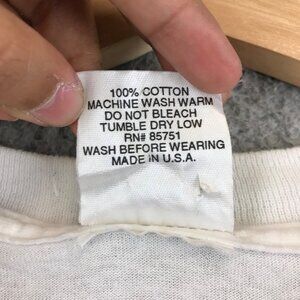 100% COTTON
MACHINE WASH WARM
DO NOT BLEACH
TUMBLE DRY LOW
RN# 85751
WASH BEFORE WEARING
MADE IN U.S.A.